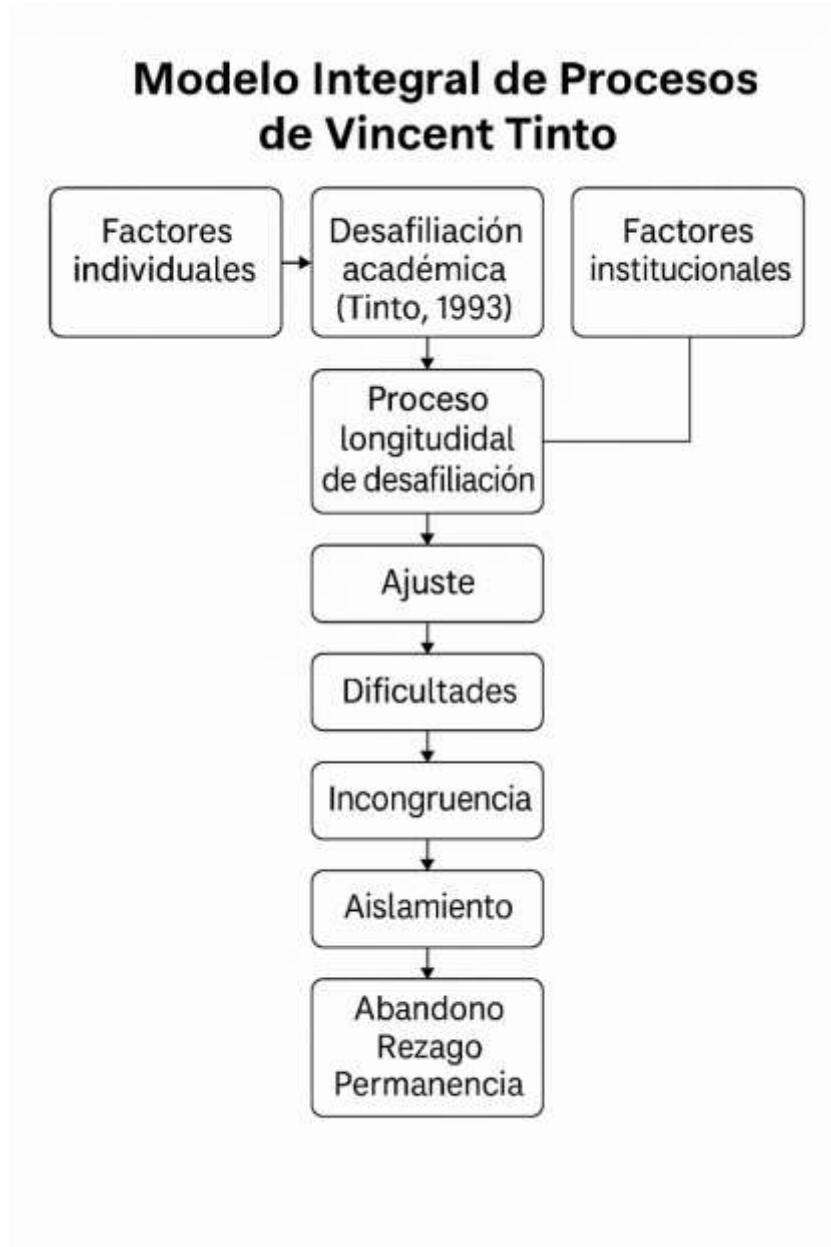 Modelo Integral de Procesos
de Vincent Tinto
Factores
individuales
Desafiliación
académica
(Tinto, 1993)
Factores
institucionales
Proceso
longitudidal
de desafiliación
Ajuste
Dificultades
Incongruencia
Aislamiento
Abandono
Rezago
Permanencia